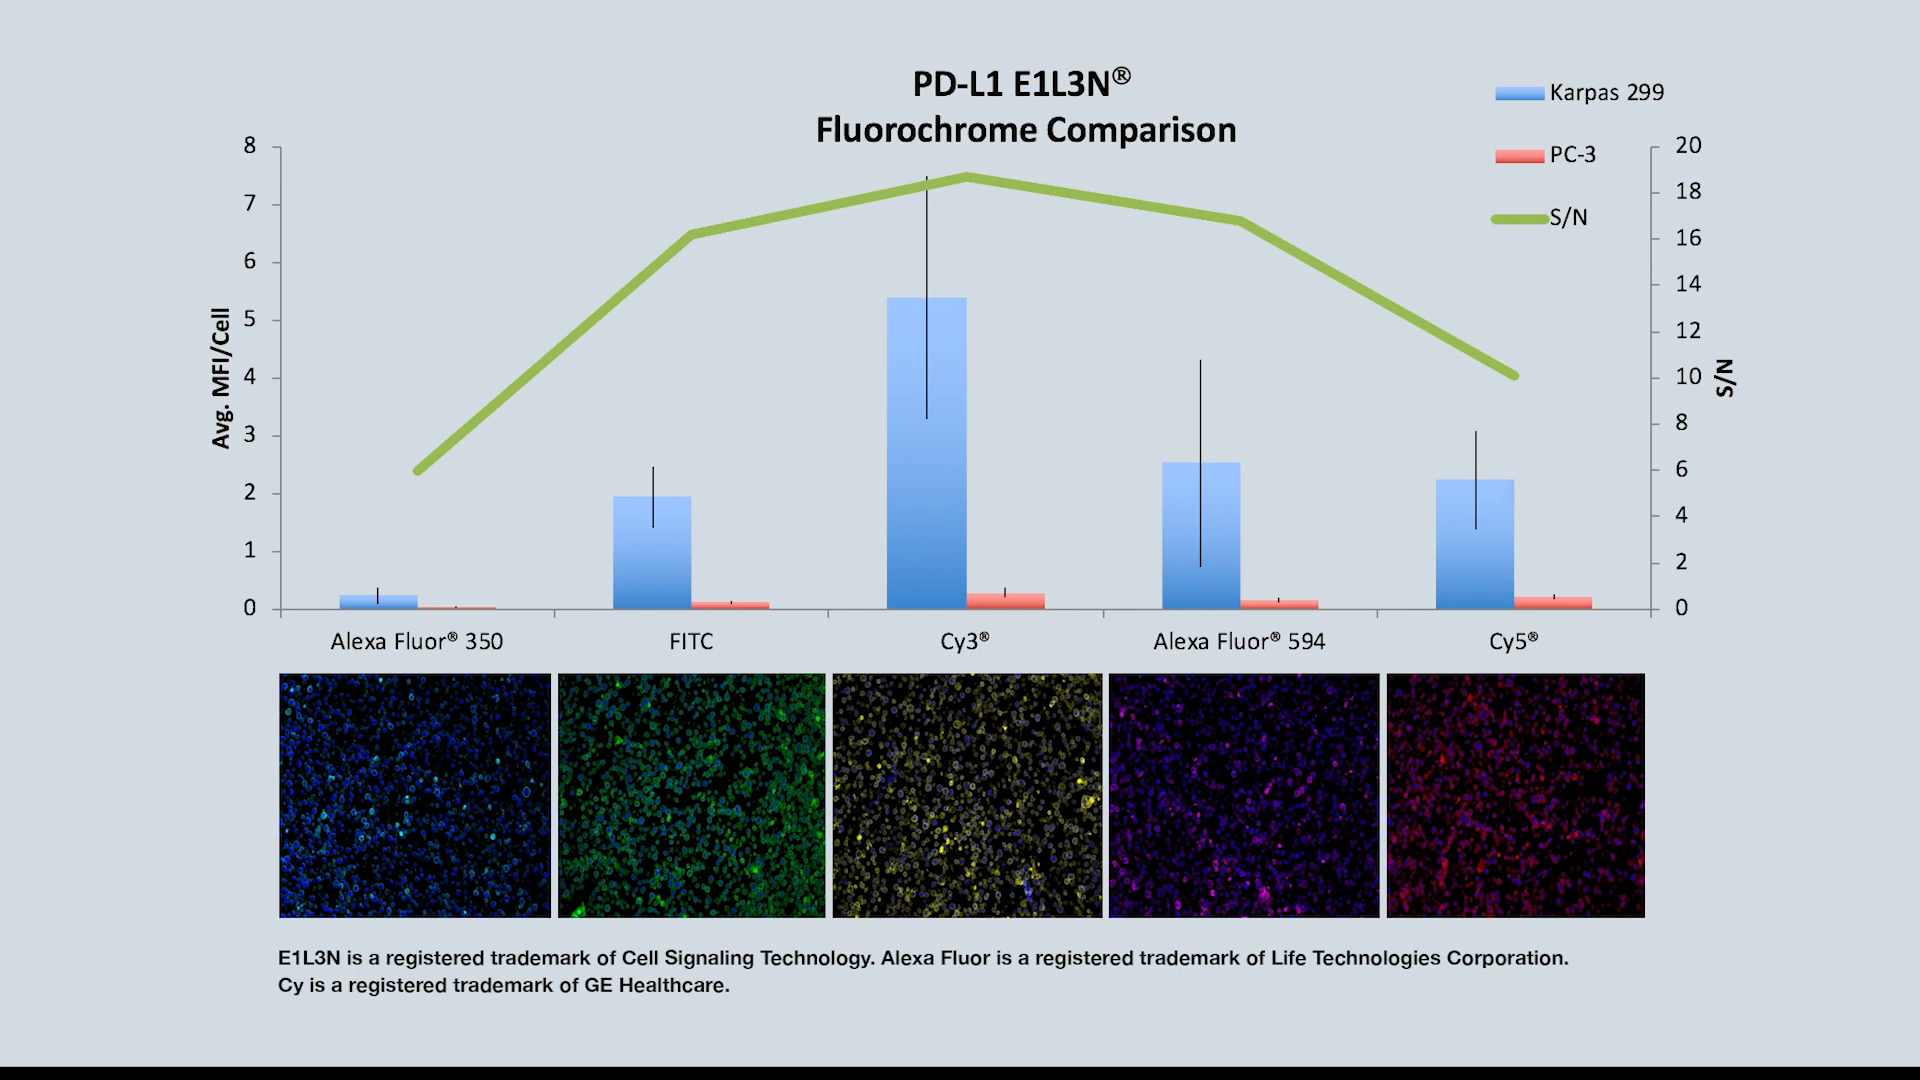 PD-L1 E1L3N®
Fluorochrome Comparison
Karpas 299
PC-3
S/N
8
7
6
5
4
3
2
1
0
Avg. MFI/Cell
20
18
16
14
12
10
8
6
4
2
0
S/N
Alexa Fluor® 350
FITC
Cy3®
Alexa Fluor® 594
Cy5®
E1L3N is a registered trademark of Cell Signaling Technology. Alexa Fluor is a registered trademark of Life Technologies Corporation.
Cy is a registered trademark of GE Healthcare.